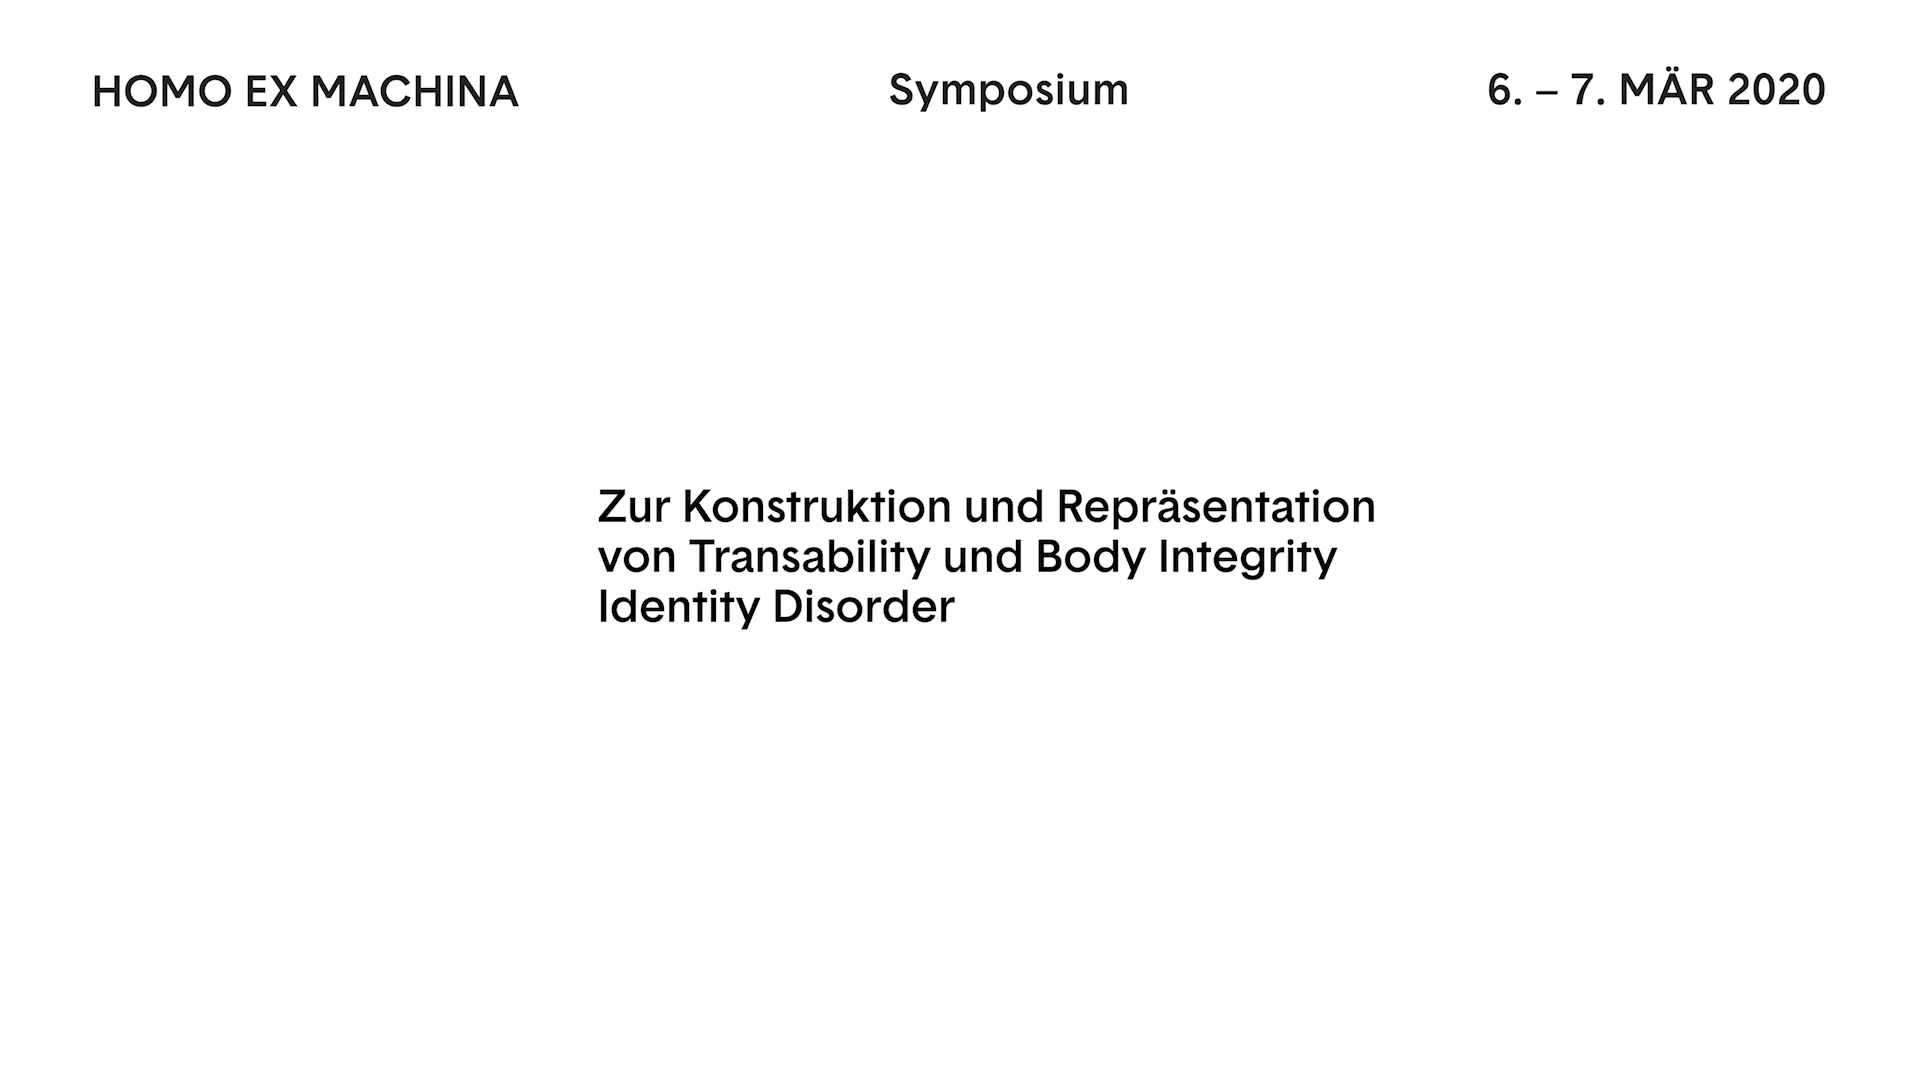 HOMO EX MACHINA
Symposium
6. – 7. MÄR 2020
Zur Konstruktion und Repräsentation
von Transability und Body Integrity
Identity Disorder